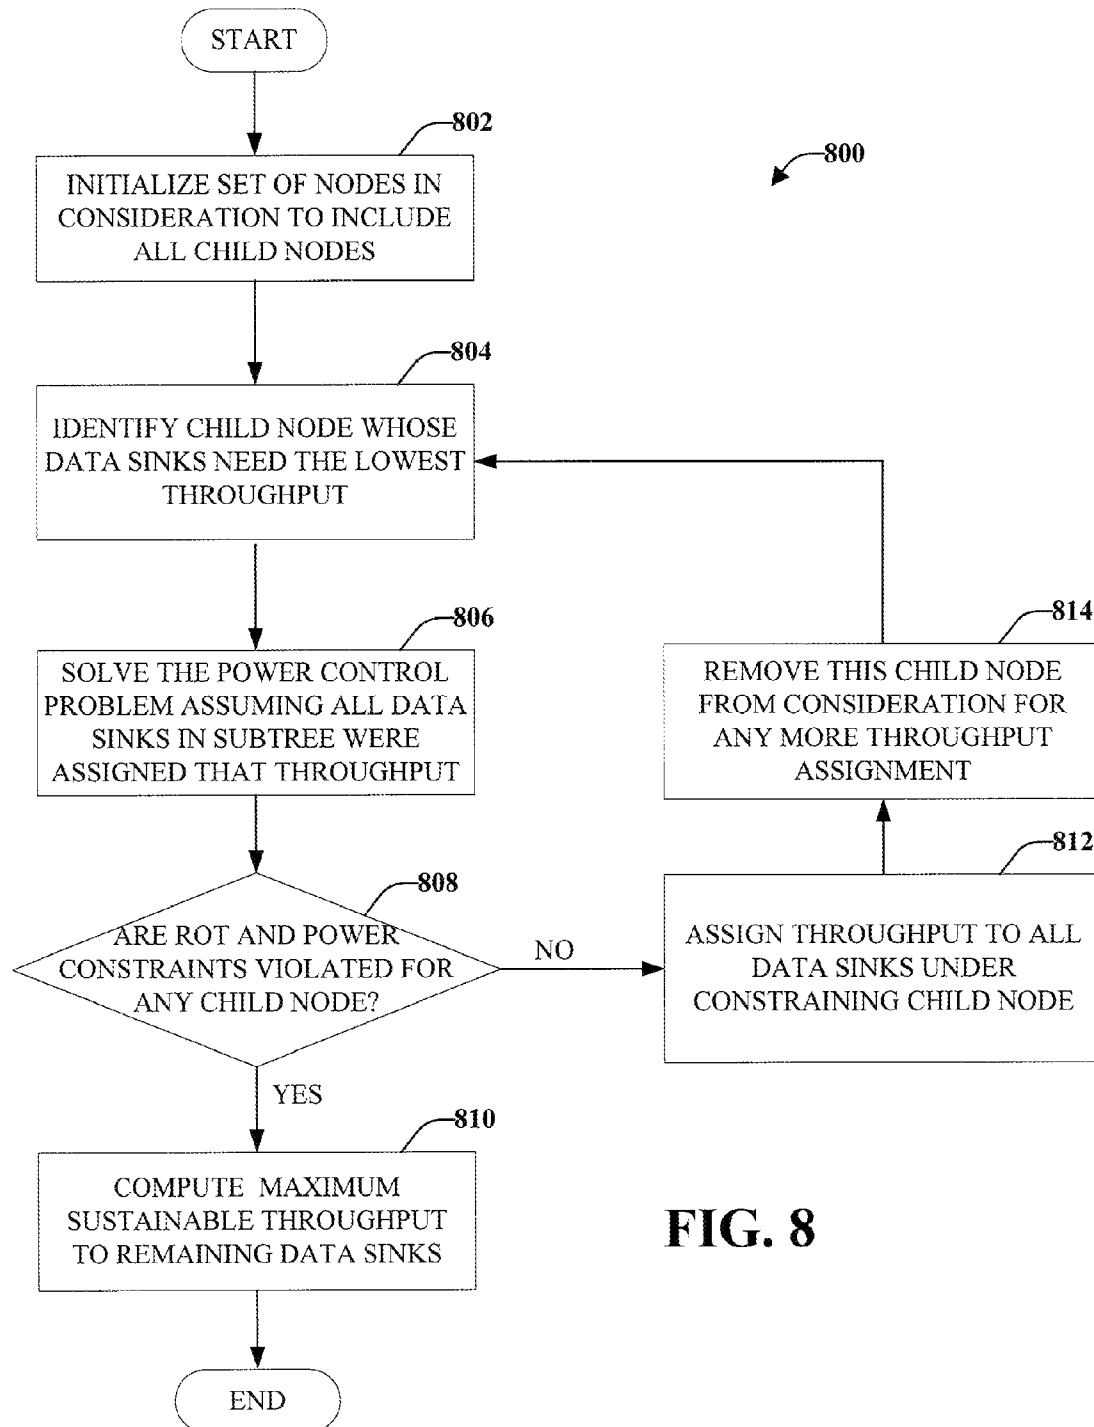 START
802
INITIALIZE SET OF NODES IN
CONSIDERATION TO INCLUDE
ALL CHILD NODES
800
804
IDENTIFY CHILD NODE WHOSE
DATA SINKS NEED THE LOWEST
THROUGHPUT
806
SOLVE THE POWER CONTROL
PROBLEM ASSUMING ALL DATA
SINKS IN SUBTREE WERE
ASSIGNED THAT THROUGHPUT
814
REMOVE THIS CHILD NODE
FROM CONSIDERATION FOR
ANY MORE THROUGHPUT
ASSIGNMENT
808
ARE ROT AND POWER
CONSTRAINTS VIOLATED FOR
ANY CHILD NODE?
NO
812
ASSIGN THROUGHPUT TO ALL
DATA SINKS UNDER
CONSTRAINING CHILD NODE
YES
810
COMPUTE MAXIMUM
SUSTAINABLE THROUGHPUT
TO REMAINING DATA SINKS
FIG. 8
END